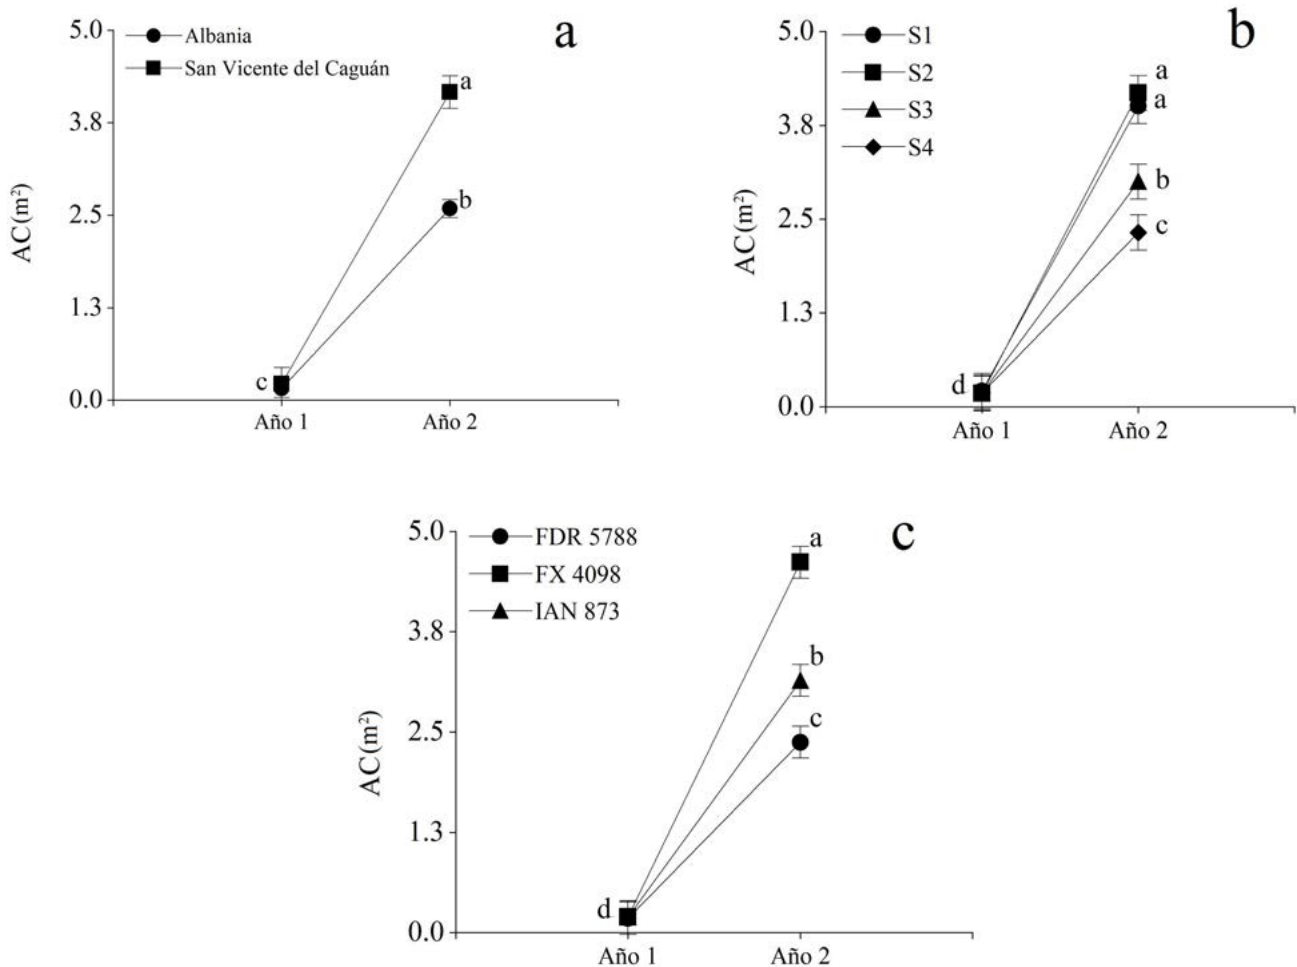 a
5.0
Albania
San Vicente del Caguán
3.8
2.5
1.3
0.0
AC(m²)
a
b
c
Año 1
Año 2
b
5.0
S1
S2
S3
S4
3.8
2.5
1.3
0.0
AC(m²)
a
a
b
c
d
Año 1
Año 2
c
5.0
FDR 5788
FX 4098
IAN 873
3.8
2.5
1.3
0.0
AC(m²)
a
b
c
d
Año 1
Año 2